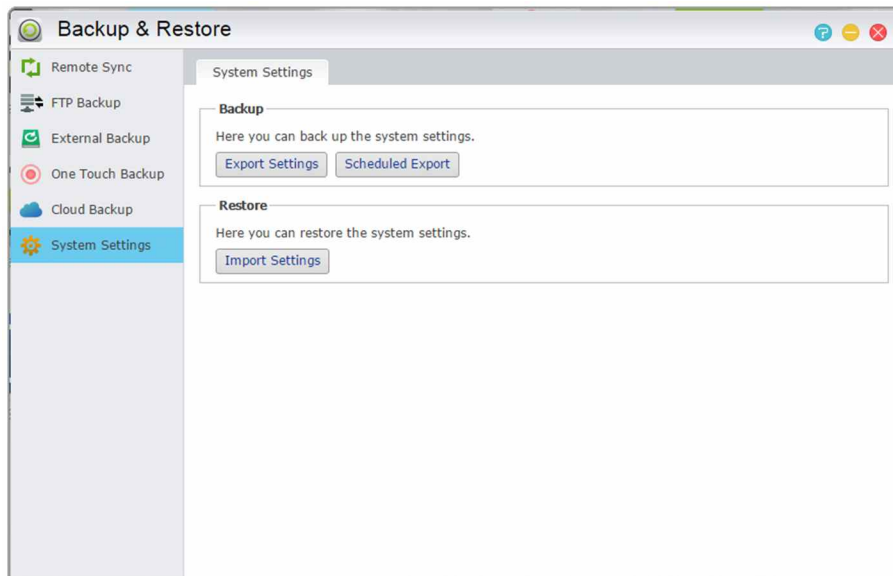 Backup & Restore
Remote Sync
FTP Backup
External Backup
One Touch Backup
Cloud Backup
System Settings
System Settings
Backup
Here you can back up the system settings.
Export Settings Scheduled Export
Restore
Here you can restore the system settings.
Import Settings